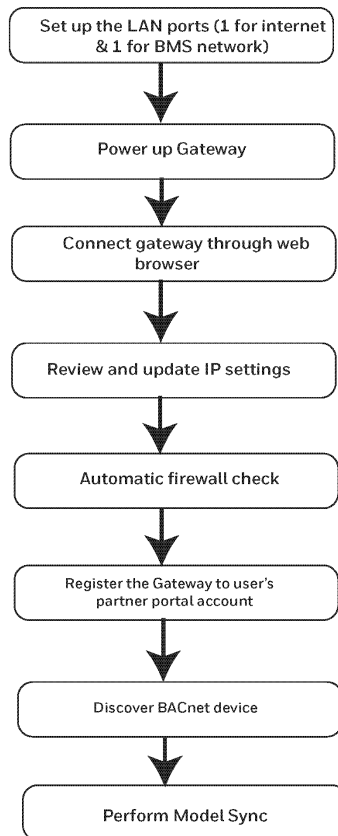 Set up the LAN ports (1 for internet
& 1 for BMS network)
Power up Gateway
Connect gateway through web
browser
Review and update IP settings
Automatic firewall check
Register the Gateway to user's
partner portal account
Discover BACnet device
Perform Model Sync